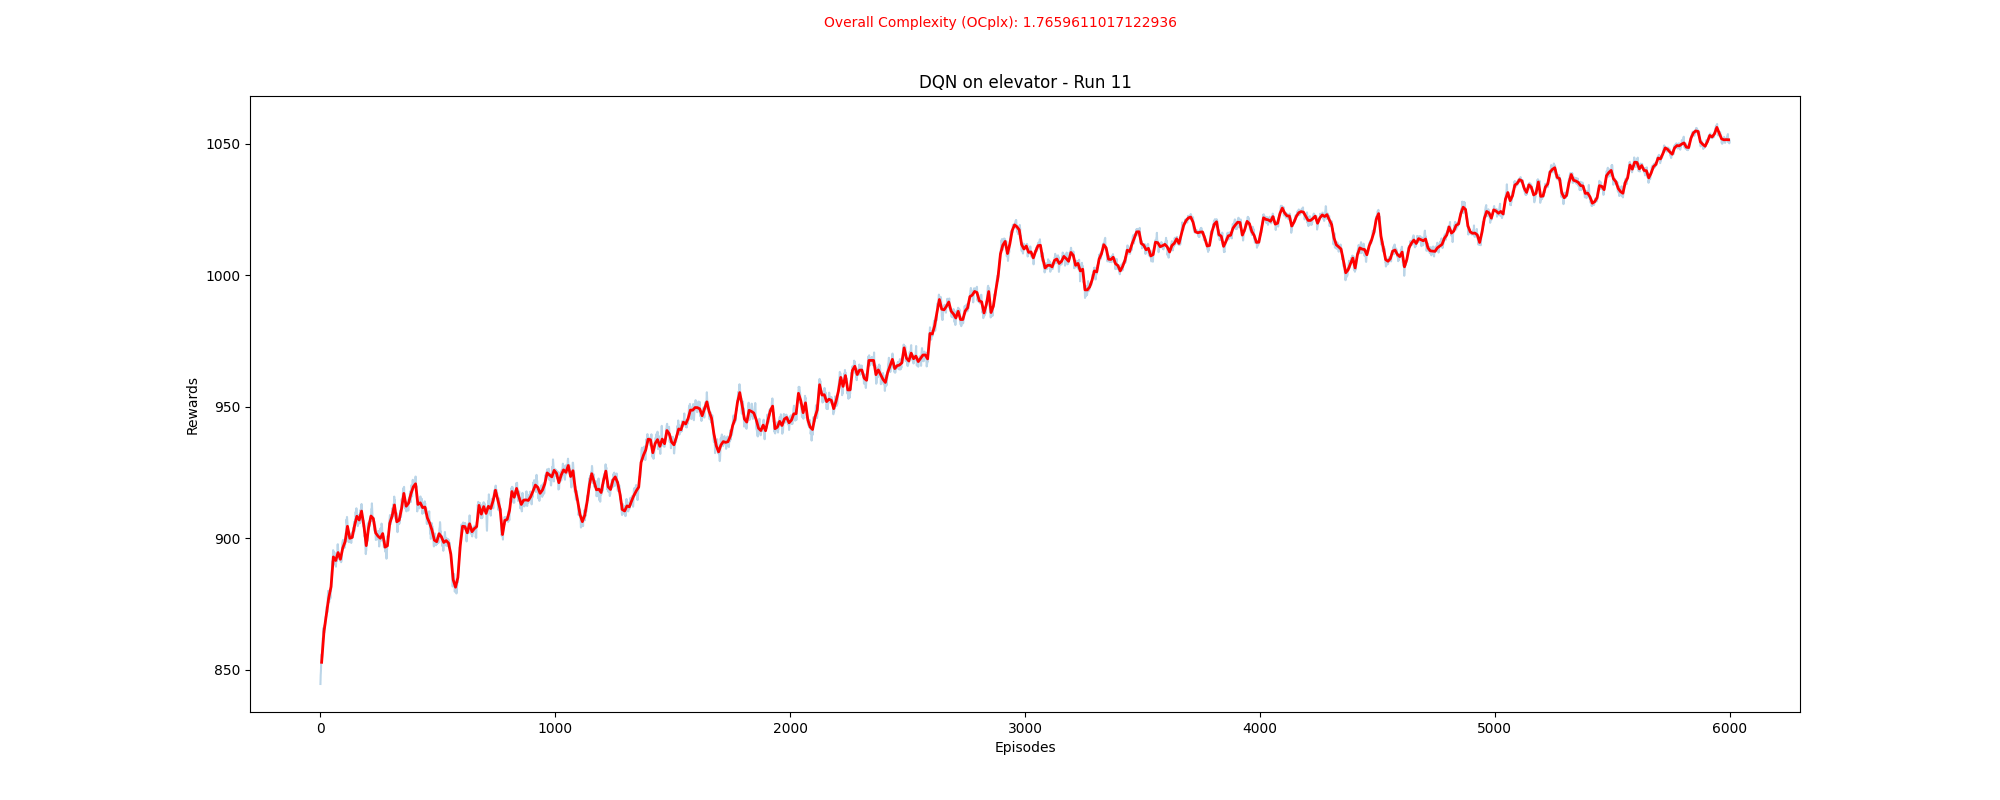 Overall Complexity (OCplx): 1.7659611017122936
DQN on elevator - Run 11
1050
1000
950
900
850
Rewards
0 1000 2000 3000 4000 5000 6000
Episodes